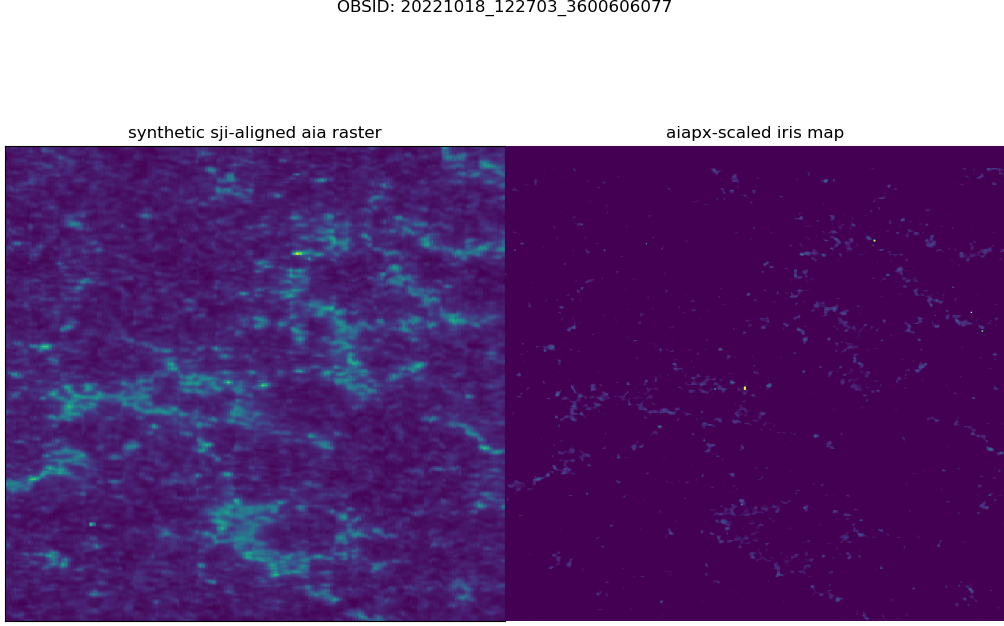 OBSID: 20221018_122703_3600606077
synthetic sji-aligned aia raster
aiapx-scaled iris map